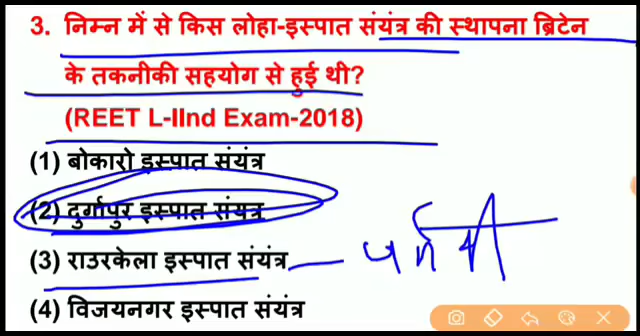 3. निम्न में से किस लोहा-इस्पात संयंत्र की स्थापना ब्रिटेन
के तकनीकी सहयोग से हुई थी?
(REET L-IInd Exam-2018)
(1) बोकारो इस्पात संयंत्र
(2) दुर्गापुर इस्पात संयत्र
(3) राउरकेला इस्पात संयंत्र
(4) विजयनगर इस्पात संयंत्र